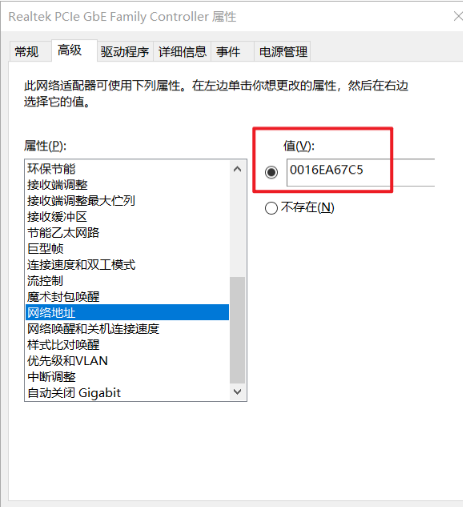 Realtek PCIe GbE Family Controller 属性
常规 高级 驱动程序 详细信息 事件 电源管理
此网络适配器可使用下列属性。在左边单击你想更改的属性，然后在右边
选择它的值。
属性(P):
值(V):
环保节能
0016EA67C5
接收端调整
接收端调整最大伫列
不存在(N)
接收缓冲区
节能乙太网路
巨型帧
连接速度和双工模式
流控制
魔术封包唤醒
网络地址
网络唤醒和关机连接速度
样式比对唤醒
优先级和VLAN
中断调整
自动关闭 Gigabit